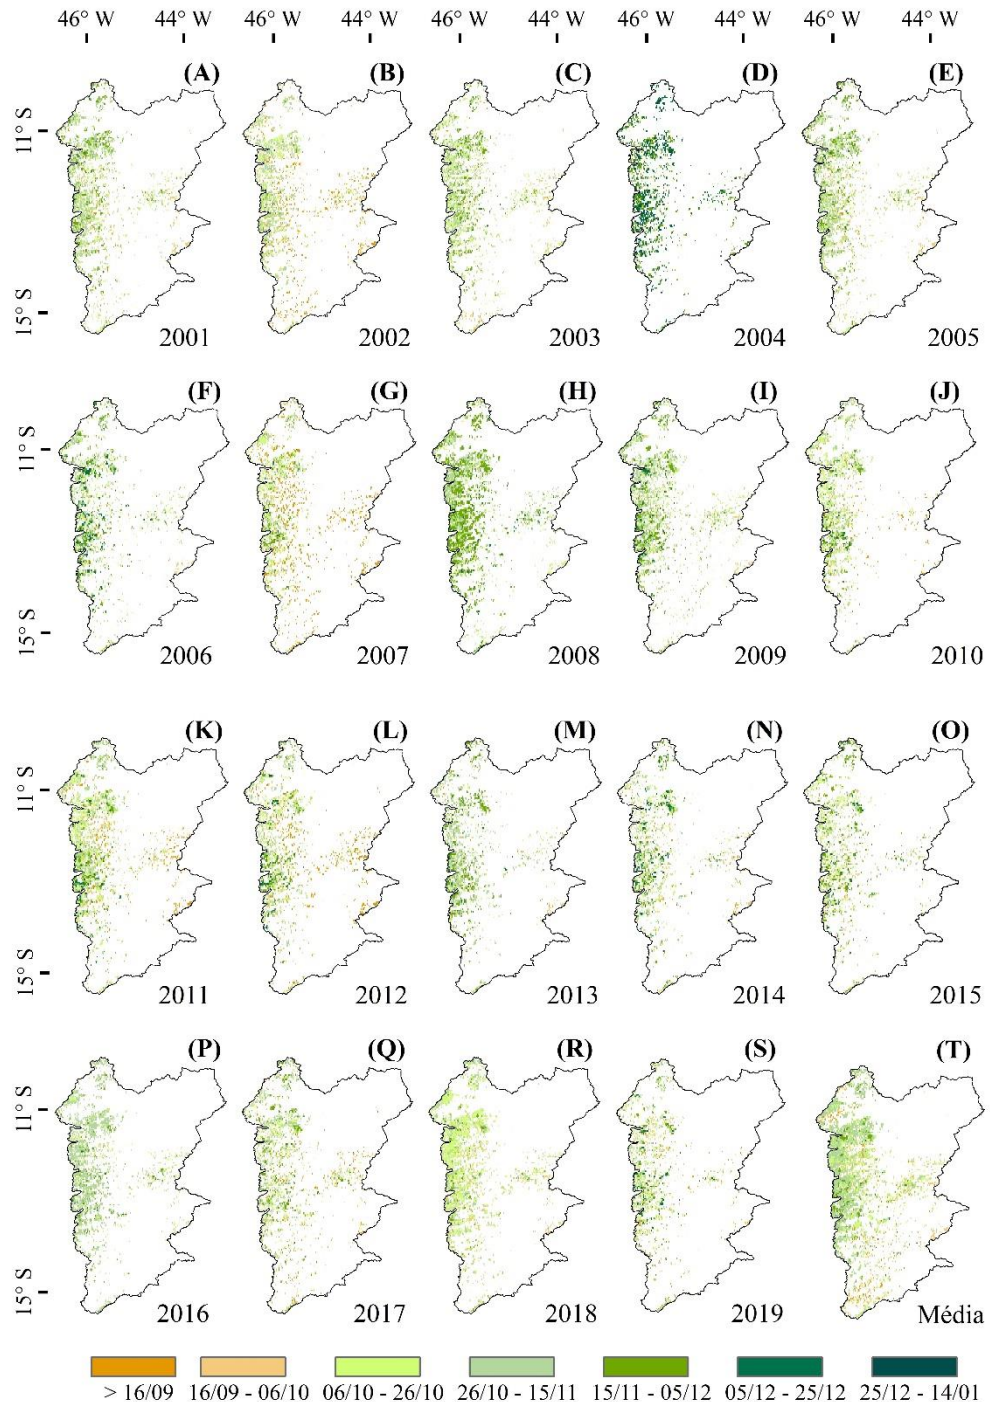 46° W 44° W 46° W 44° W 46° W 44° W 46° W 44° W 46° W 44° W
(A) (B) (C) (D) (E)
11° S
15° S
2001 2002 2003 2004 2005
(F) (G) (H) (I) (J)
11° S
15° S
2006 2007 2008 2009 2010
(K) (L) (M) (N) (O)
11° S
15° S
2011 2012 2013 2014 2015
(P) (Q) (R) (S) (T)
11° S
15° S
2016 2017 2018 2019 Média
> 16/09 16/09 - 06/10 06/10 - 26/10 26/10 - 15/11 15/11 - 05/12 05/12 - 25/12 25/12 - 14/01